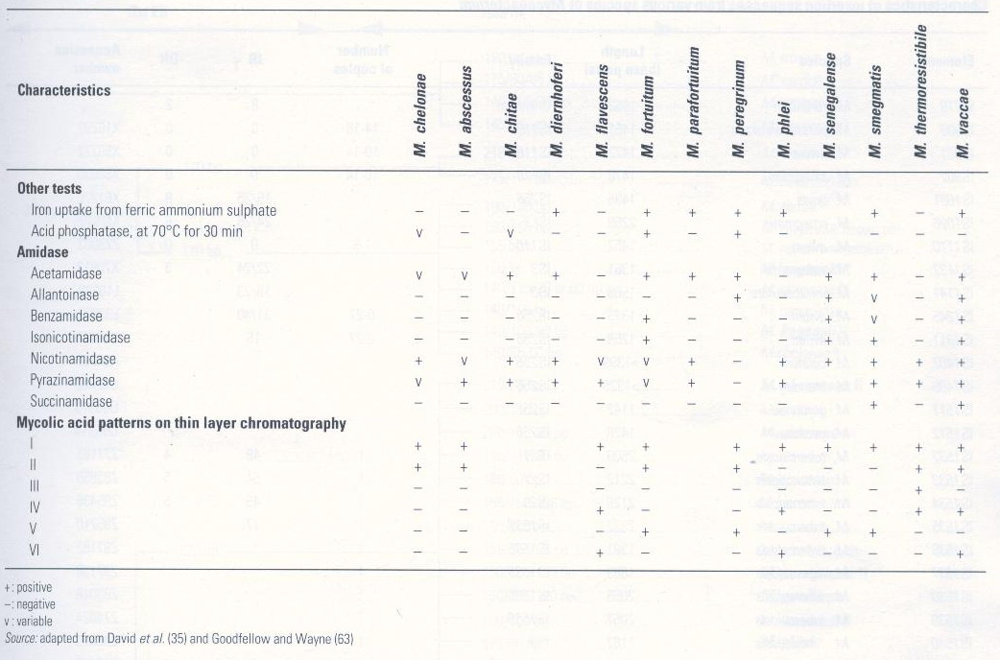 Characteristics M. chelonae M. abscessus M. M. diernhoferi M. flavescens M. fortuitum M. parafortuitum M. peregrinum M. phlei M. senegalense M. smegmatis M. thermoresistibile M. vaccae
Other tests
Iron uptake from ferric ammonium sulphate – – + – + + + + + – +
Acid phosphatase, at 70°C for 30 min v – v – – + – + – – –
Amidase
Acetamidase v v – + – + + + – + + – +
Allantoinase – – – – – – – + – + v – +
Benzamidase – – – – – + – – – + v – +
Isonicotinamidase – – – – – + – – – + + – +
Nicotinamidase + v + + v v + – + + + + +
Pyrazinamidase v + + + + v + – + + + + +
Succinamidase – – – – – – – – – – + – +
Mycolic acid patterns on thin layer chromatography
I + + + + + + + + + +
II + + – + + – – – + +
III – – – – – – – – + –
IV – – + – – + – – + +
V – – – + + – + + – –
VI – – + – – + – – – +
+: positive
–: negative
v: variable
Source: adapted from David et al. (35) and Goodfellow and Wayne (63)